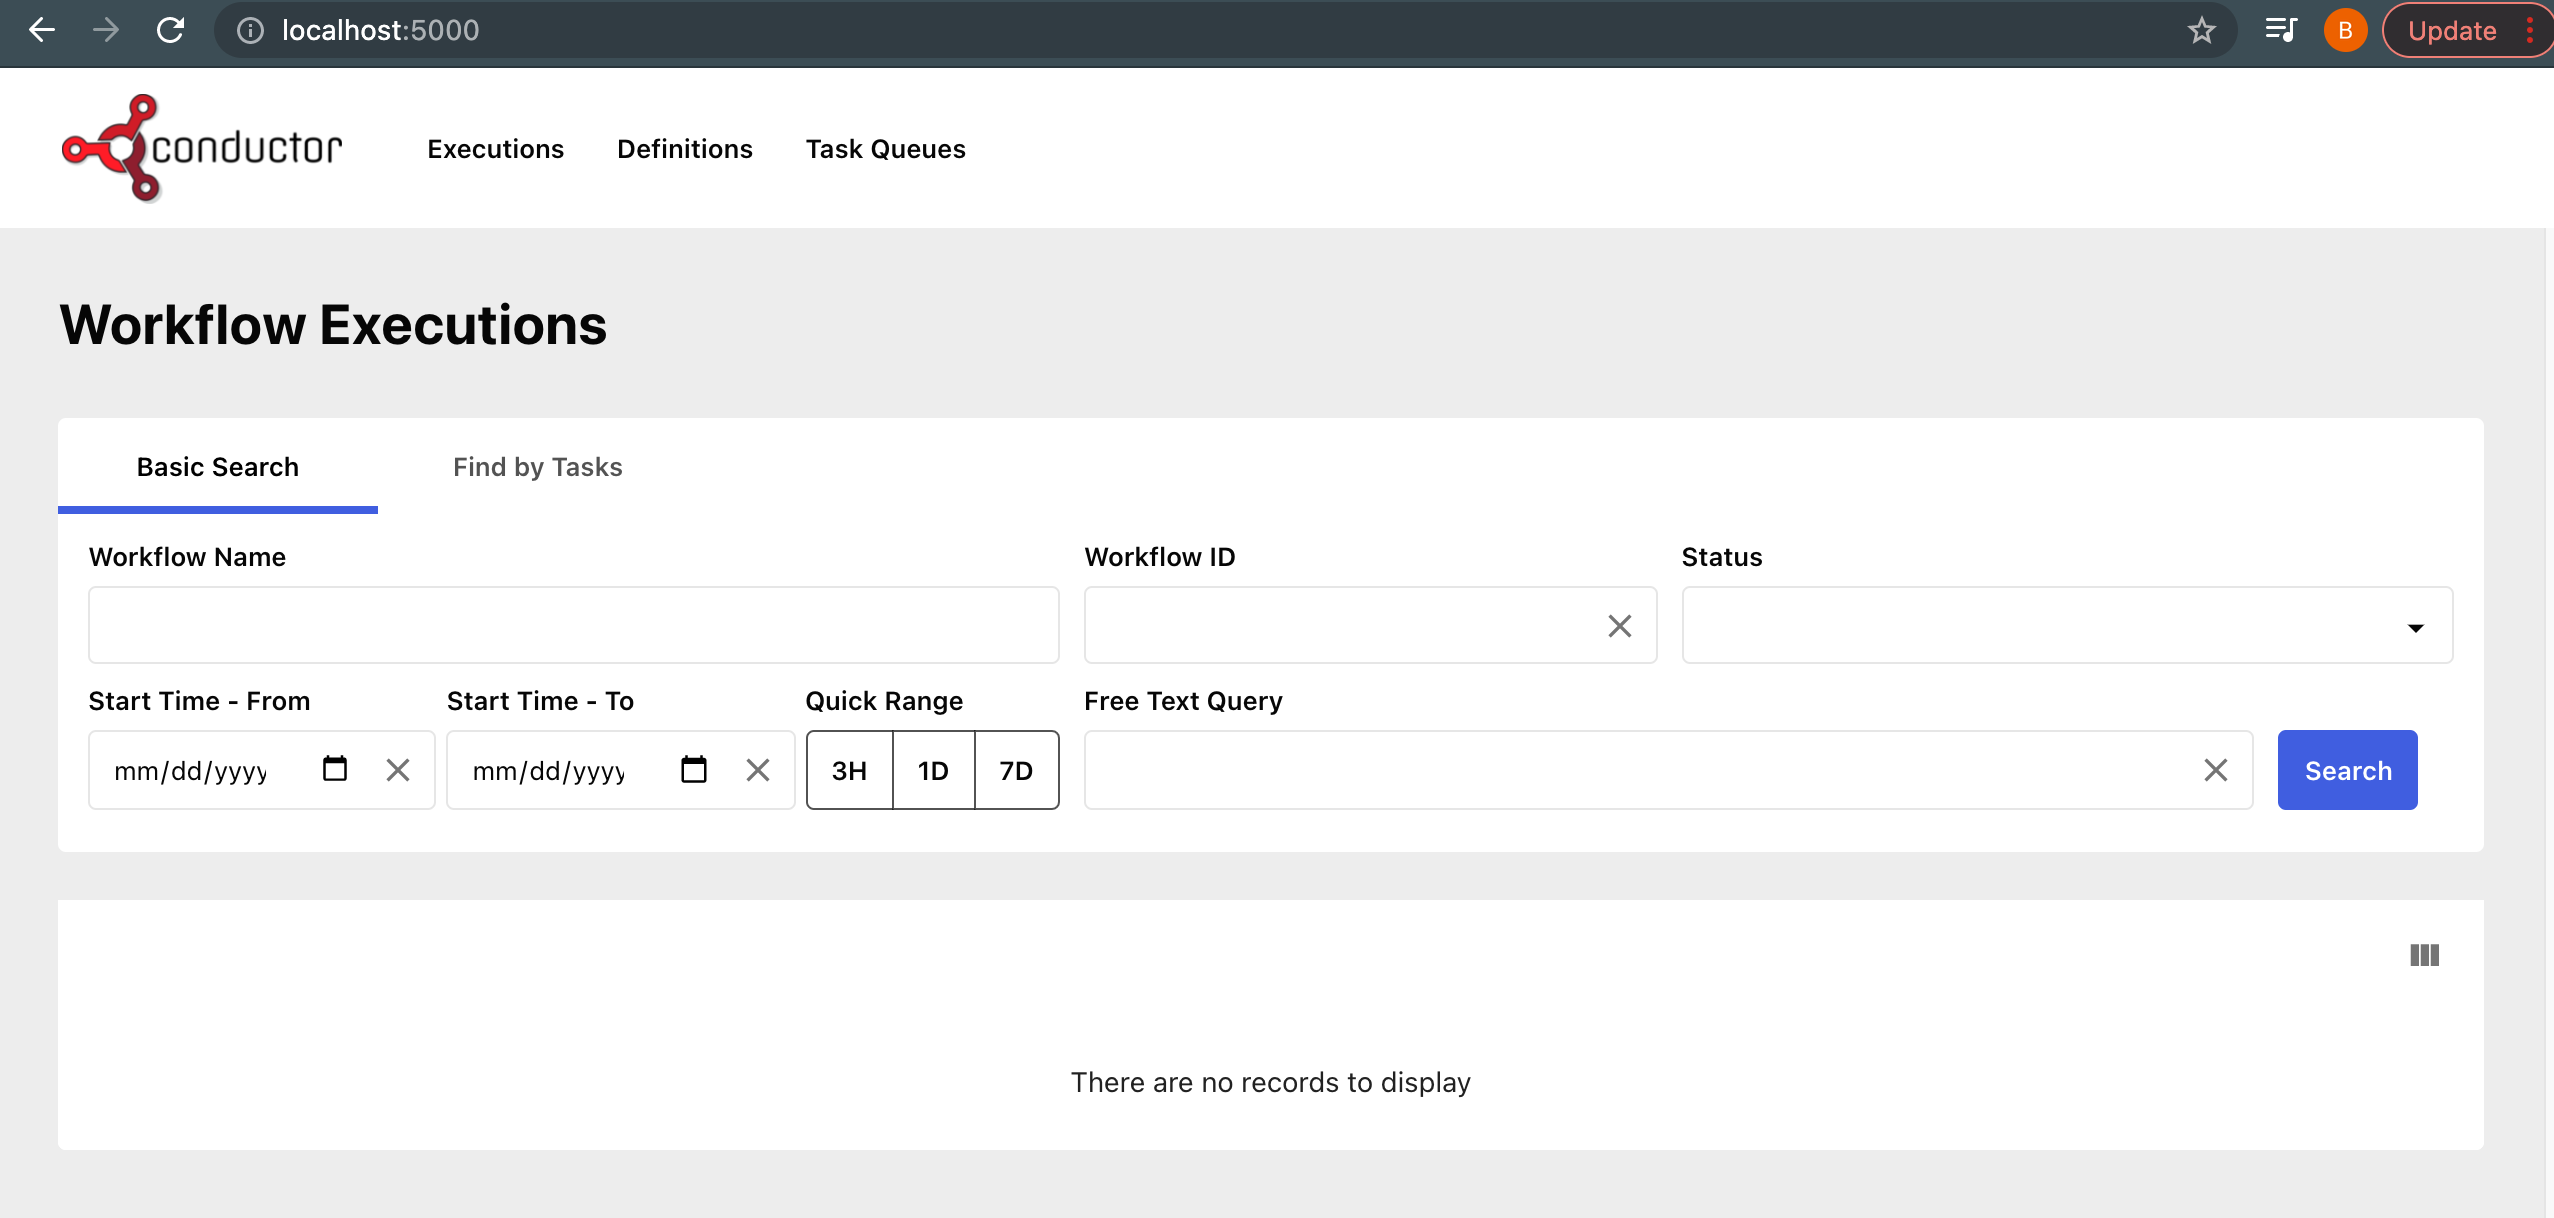 localhost:5000
B
Update
conductor
Executions Definitions Task Queues
Workflow Executions
Basic Search Find by Tasks
Workflow Name Workflow ID Status
Start Time - From Start Time - To Quick Range Free Text Query
mm/dd/yyyy mm/dd/yyyy 3H 1D 7D Search
There are no records to display